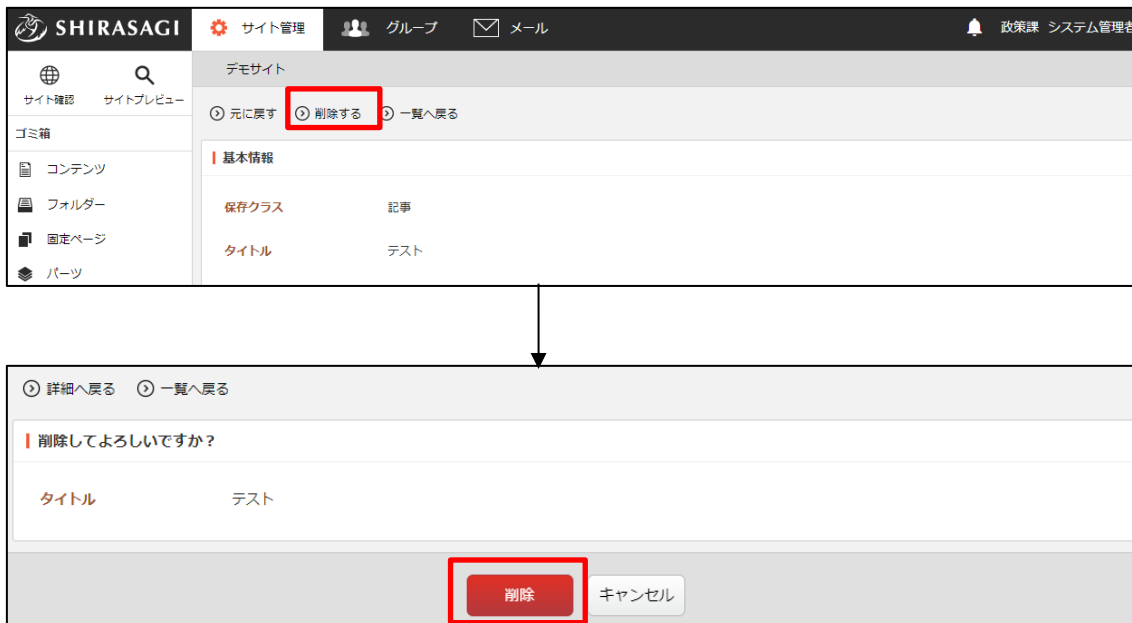 SHIRASAGI サイト管理 グループ メール 政策課 システム管理者
サイト確認 サイトプレビュー
デモサイト
元に戻す 削除する 一覧へ戻る
ゴミ箱
コンテンツ
フォルダー
固定ページ
パーツ
基本情報
保存クラス 記事
タイトル テスト
詳細へ戻る 一覧へ戻る
削除してよろしいですか？
タイトル テスト
削除 キャンセル